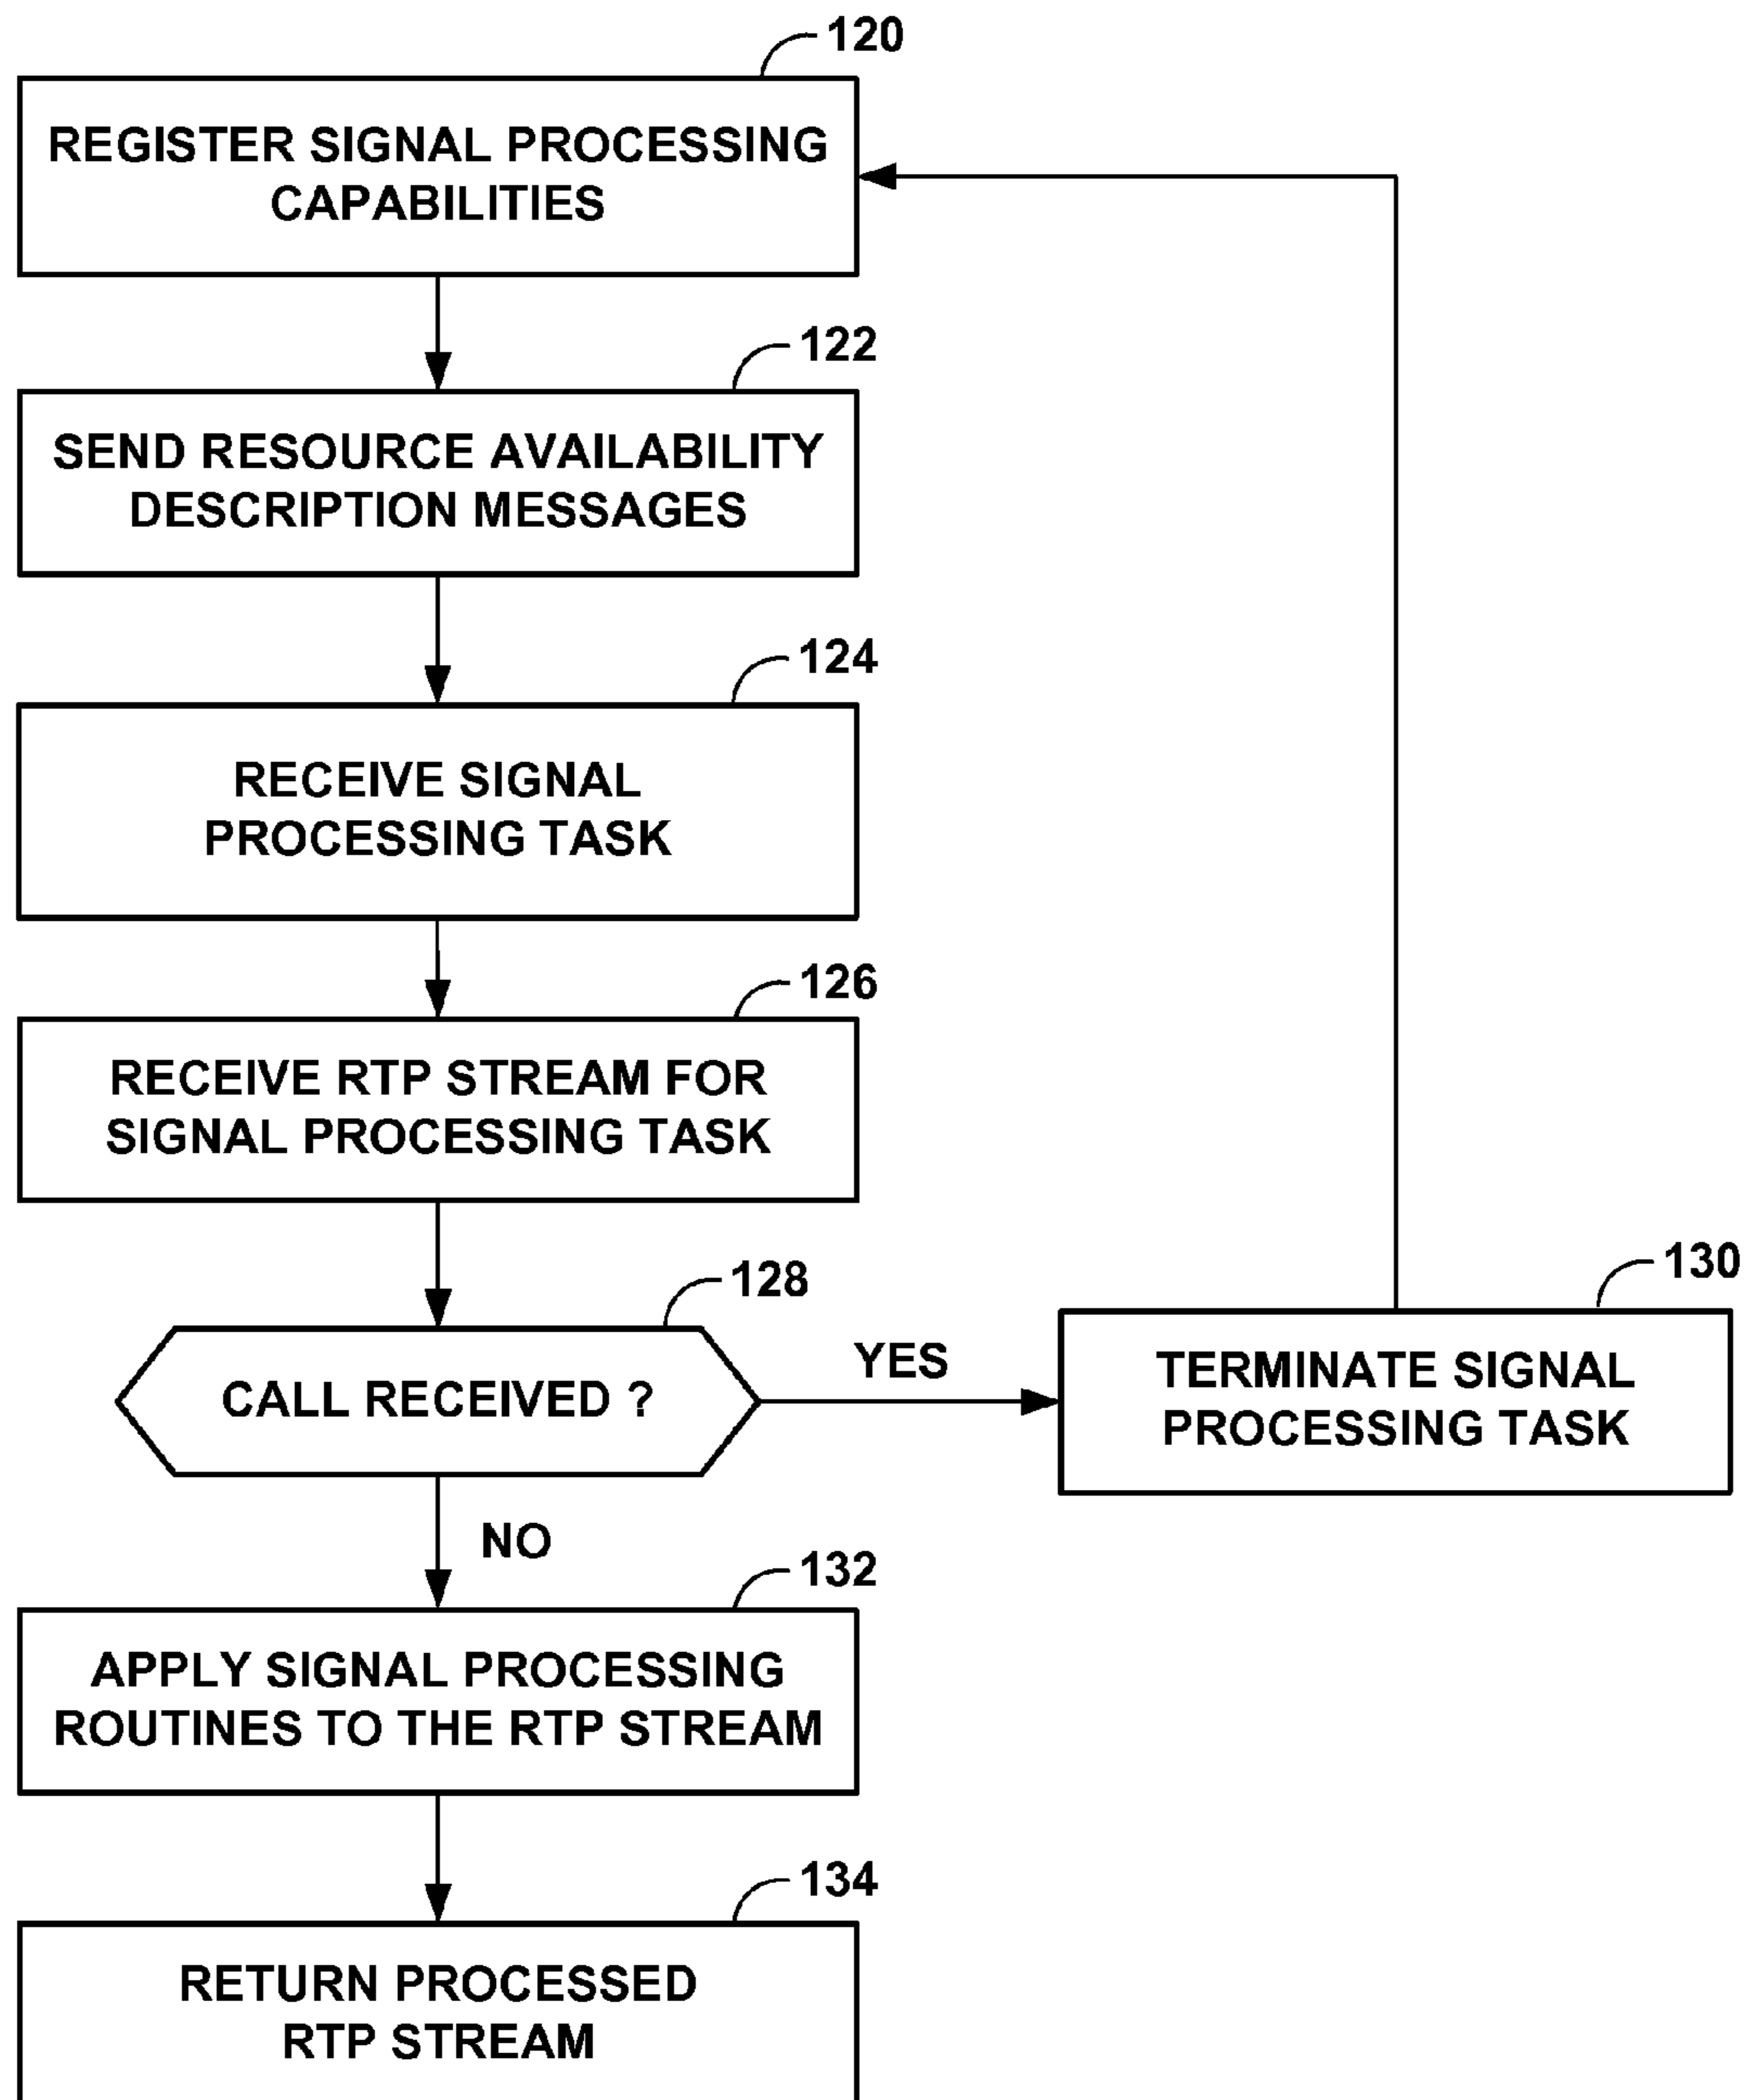 120
REGISTER SIGNAL PROCESSING
CAPABILITIES
122
SEND RESOURCE AVAILABILITY
DESCRIPTION MESSAGES
124
RECEIVE SIGNAL
PROCESSING TASK
126
RECEIVE RTP STREAM FOR
SIGNAL PROCESSING TASK
128
CALL RECEIVED ?
YES
130
TERMINATE SIGNAL
PROCESSING TASK
NO
132
APPLY SIGNAL PROCESSING
ROUTINES TO THE RTP STREAM
134
RETURN PROCESSED
RTP STREAM